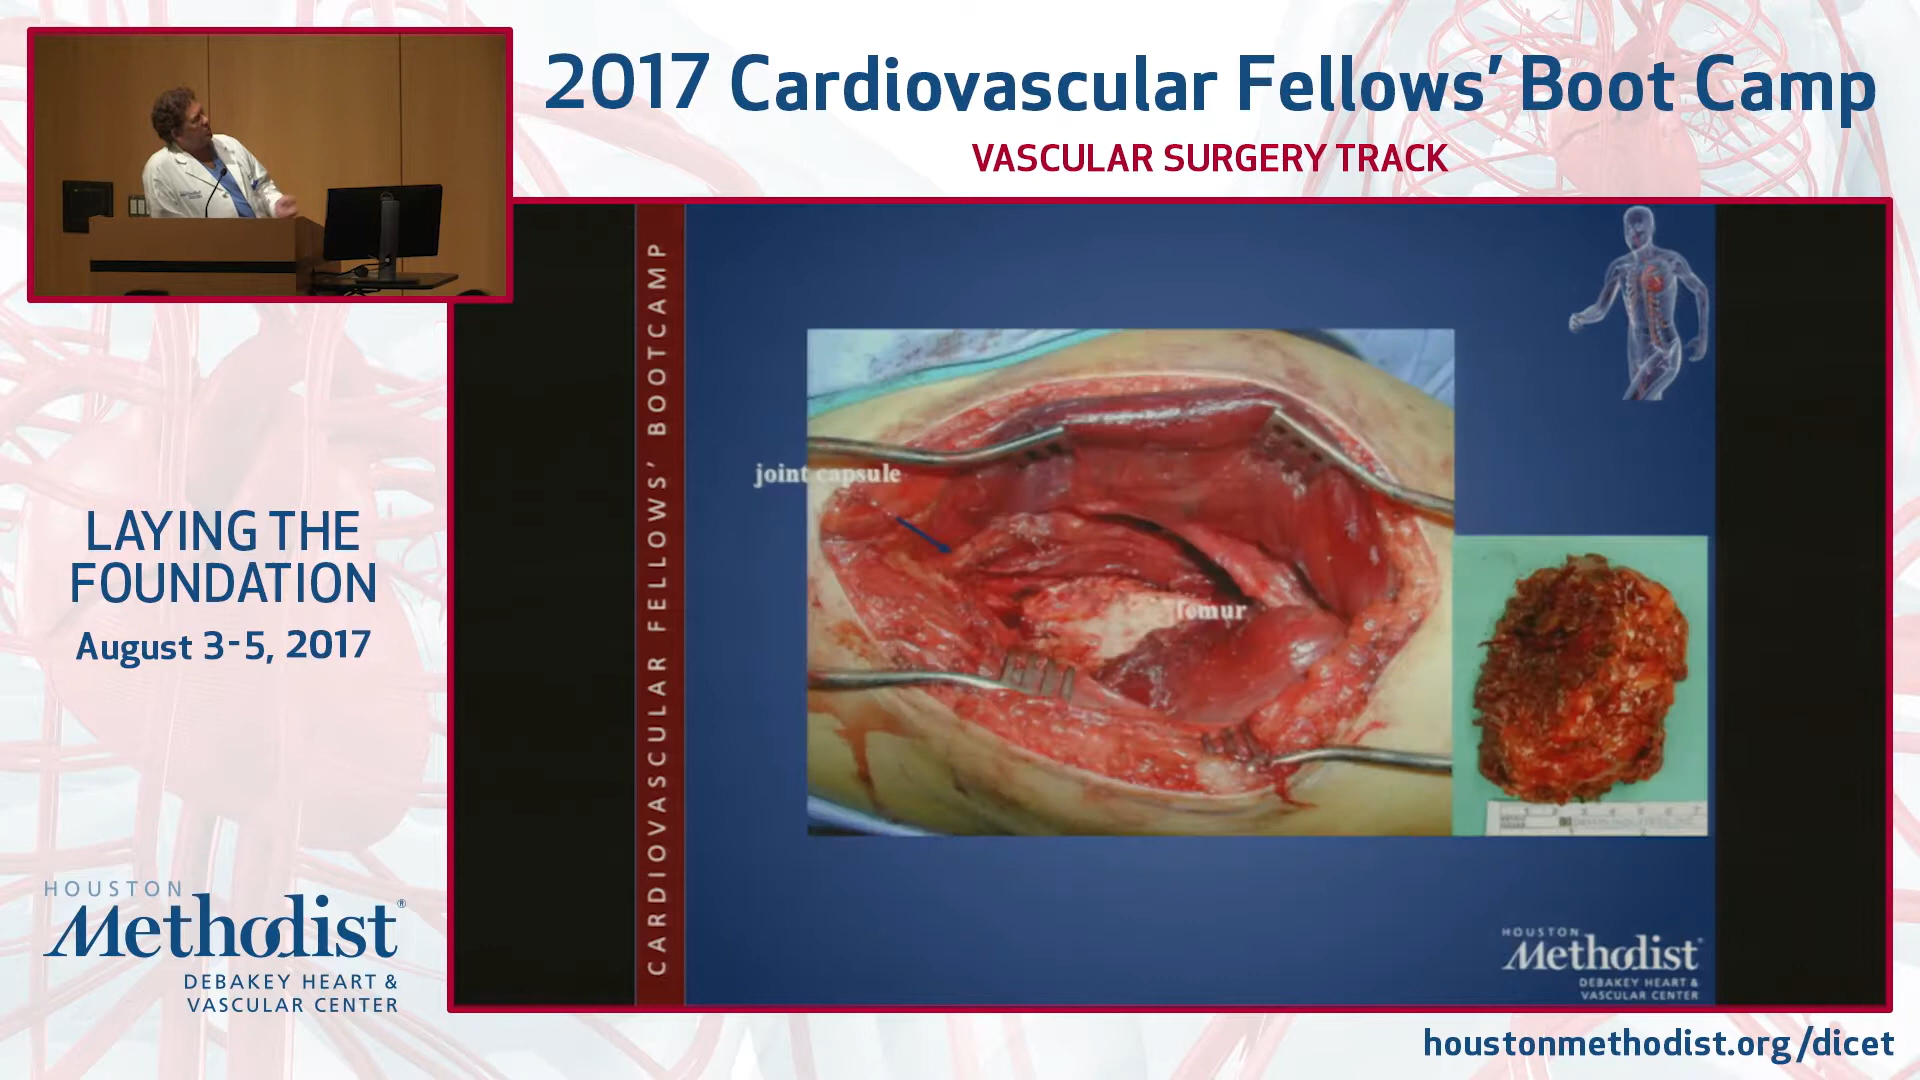 2017 Cardiovascular Fellows' Boot Camp
VASCULAR SURGERY TRACK
CARDIOVASCULAR FELLOWS' BOOTCAMP
joint capsule
femur
LAYING THE
FOUNDATION
August 3-5, 2017
HOUSTON
Methodist®
DEBAKEY HEART &
VASCULAR CENTER
HOUSTON
Methodist
DEBAKEY HEART &
VASCULAR CENTER
houstonmethodist.org/dicet